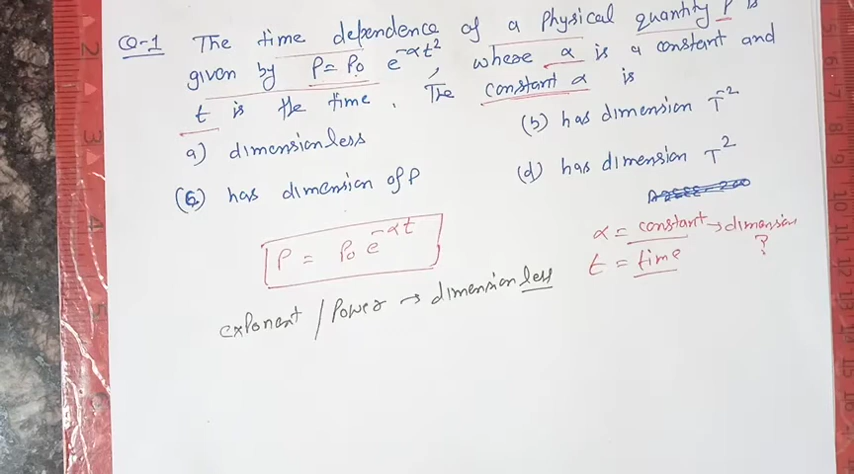 Q-1 The time dependence of a Physical quantity P is
given by P = P₀ e^-αt², where α is a constant and
t is the time. The constant α is
a) dimensionless
(b) has dimension T^-2
(c) has dimension of P
(d) has dimension T²
P = P₀ e^-αt
α = constant → dimension
?
t = time
exponent / Power → dimensionless